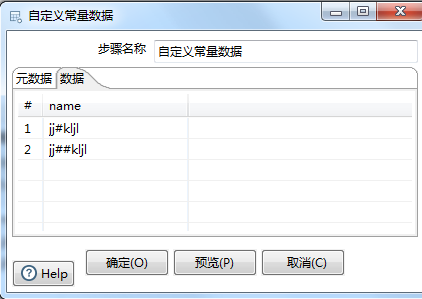 自定义常量数据
步骤名称 自定义常量数据
元数据 数据
# name
1 jj#kljl
2 jj##kljl
Help 确定(O) 预览(P) 取消(C)